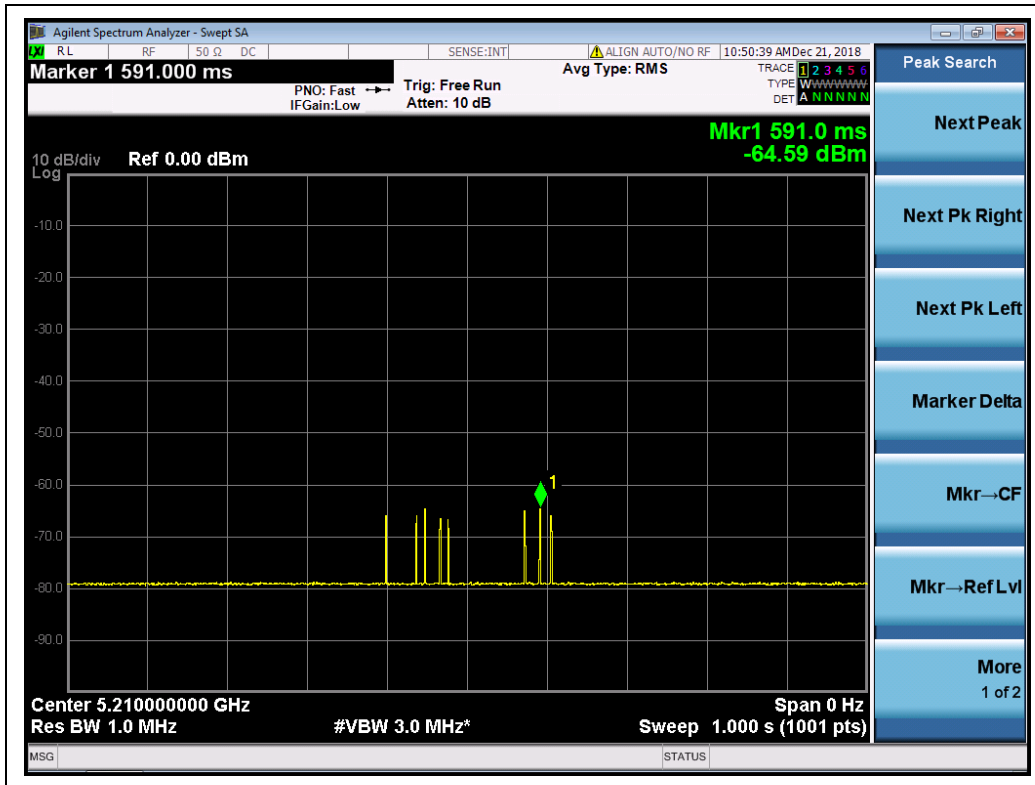 Agilent Spectrum Analyzer - Swept SA
LXI RL RF 50 Ω DC SENSE:INT ALIGN AUTO/NO RF 10:50:39 AM Dec 21, 2018
Marker 1 591.000 ms
PNO: Fast
IFGain:Low
Trig: Free Run
Atten: 10 dB
Avg Type: RMS
TRACE 1 2 3 4 5 6
TYPE WWWWWW
DET A N N N N N
Mkr1 591.0 ms
-64.59 dBm
10 dB/div Ref 0.00 dBm
Log
-10.0
-20.0
-30.0
-40.0
-50.0
-60.0
-70.0
-80.0
-90.0
1
Center 5.210000000 GHz Span 0 Hz
Res BW 1.0 MHz #VBW 3.0 MHz* Sweep 1.000 s (1001 pts)
MSG STATUS
Peak Search
Next Peak
Next Pk Right
Next Pk Left
Marker Delta
Mkr→CF
Mkr→Ref Lvl
More
1 of 2